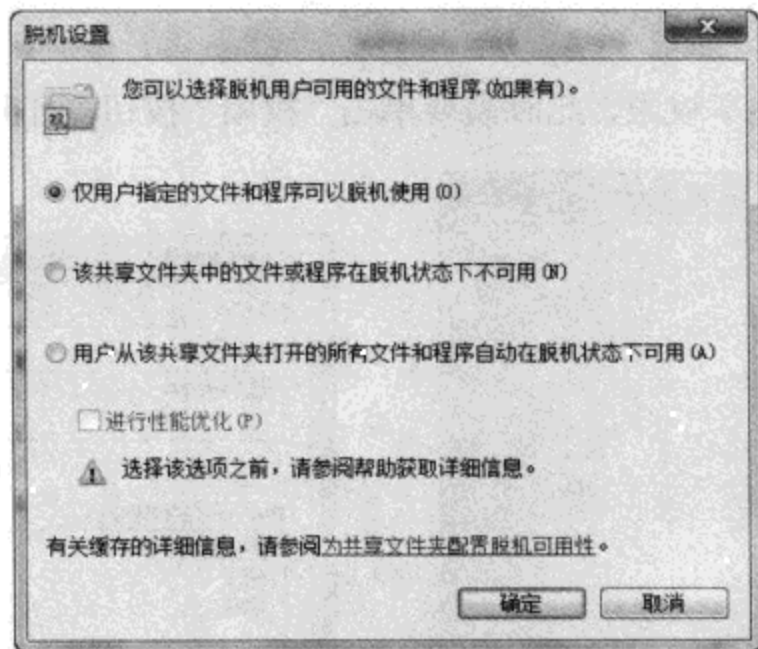 脱机设置
您可以选择脱机用户可用的文件和程序(如果有)。
仅用户指定的文件和程序可以脱机使用(O)
该共享文件夹中的文件或程序在脱机状态下不可用(N)
用户从该共享文件夹打开的所有文件和程序自动在脱机状态下可用(A)
进行性能优化(P)
选择该选项之前，请参阅帮助获取详细信息。
有关缓存的详细信息，请参阅为共享文件夹配置脱机可用性。
确定 取消